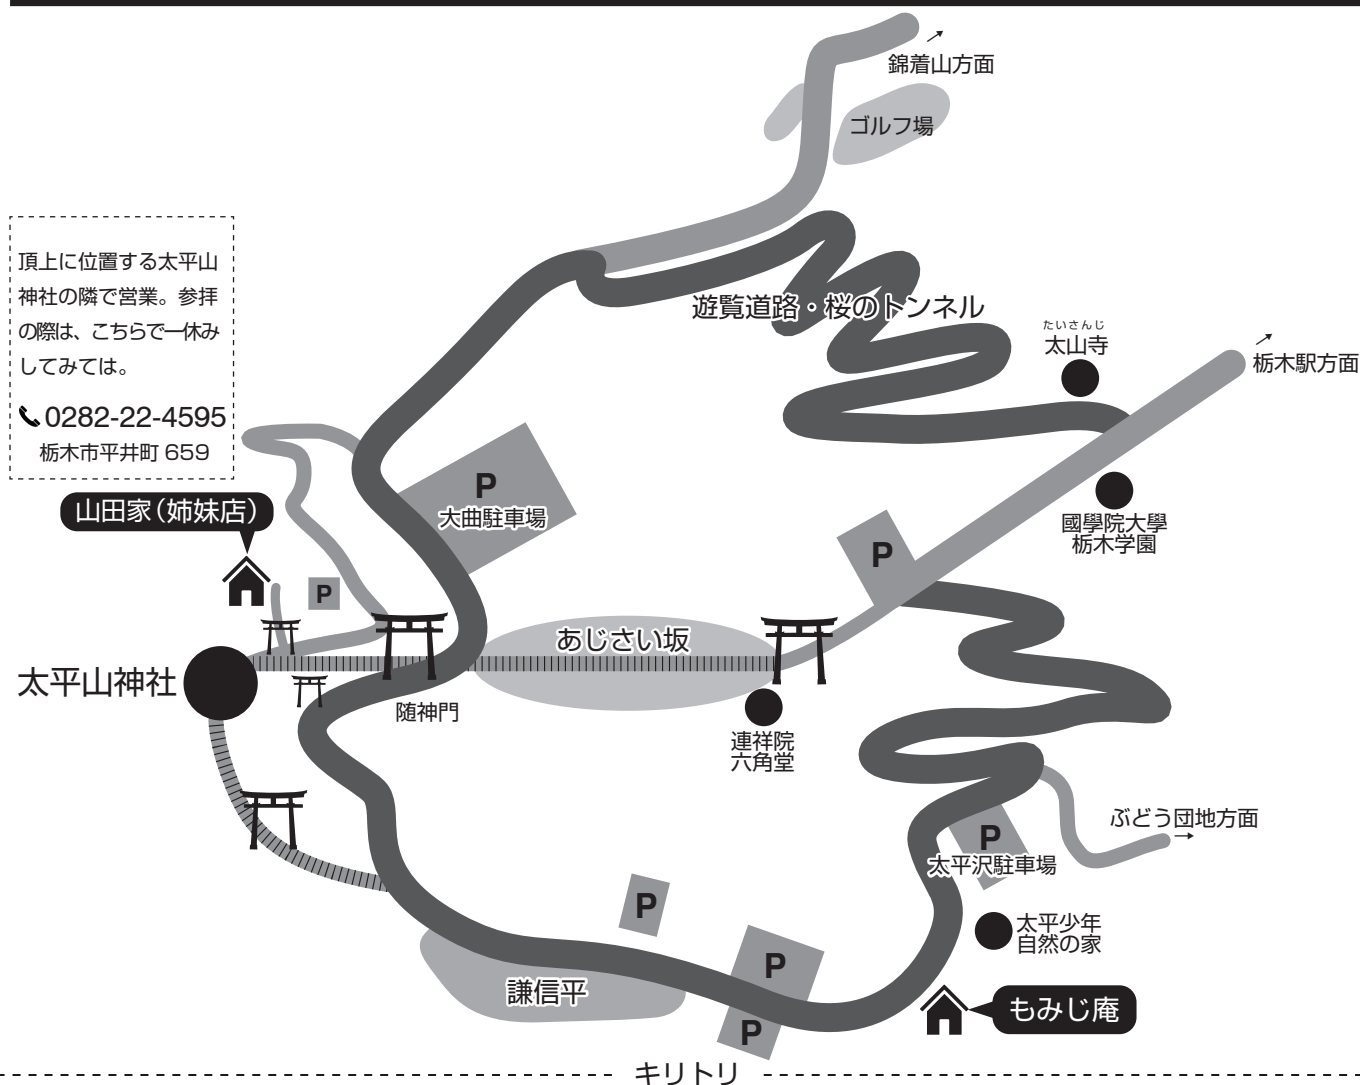 錦着山方面
ゴルフ場
頂上に位置する太平山
神社の隣で営業。参拝
の際は、こちらで一休み
してみては。
0282-22-4595
栃木市平井町 659
遊覧道路・桜のトンネル
たいさんじ
太山寺
栃木駅方面
P
大曲駐車場
山田家(姉妹店)
國學院大學
栃木学園
P
P
あじさい坂
太平山神社
随神門
連祥院
六角堂
ぶどう団地方面
P
太平沢駐車場
P
太平少年
自然の家
P
謙信平
もみじ庵
P
キリトリ